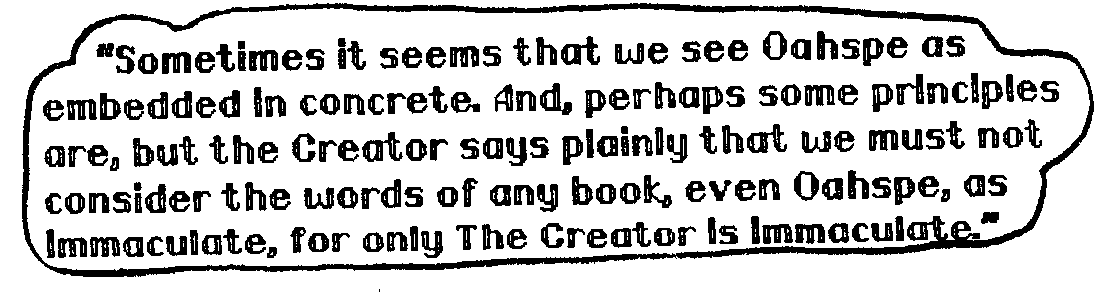 "Sometimes it seems that we see Oahspe as
embedded in concrete. And, perhaps some principles
are, but the Creator says plainly that we must not
consider the words of any book, even Oahspe, as
Immaculate, for only The Creator is Immaculate."